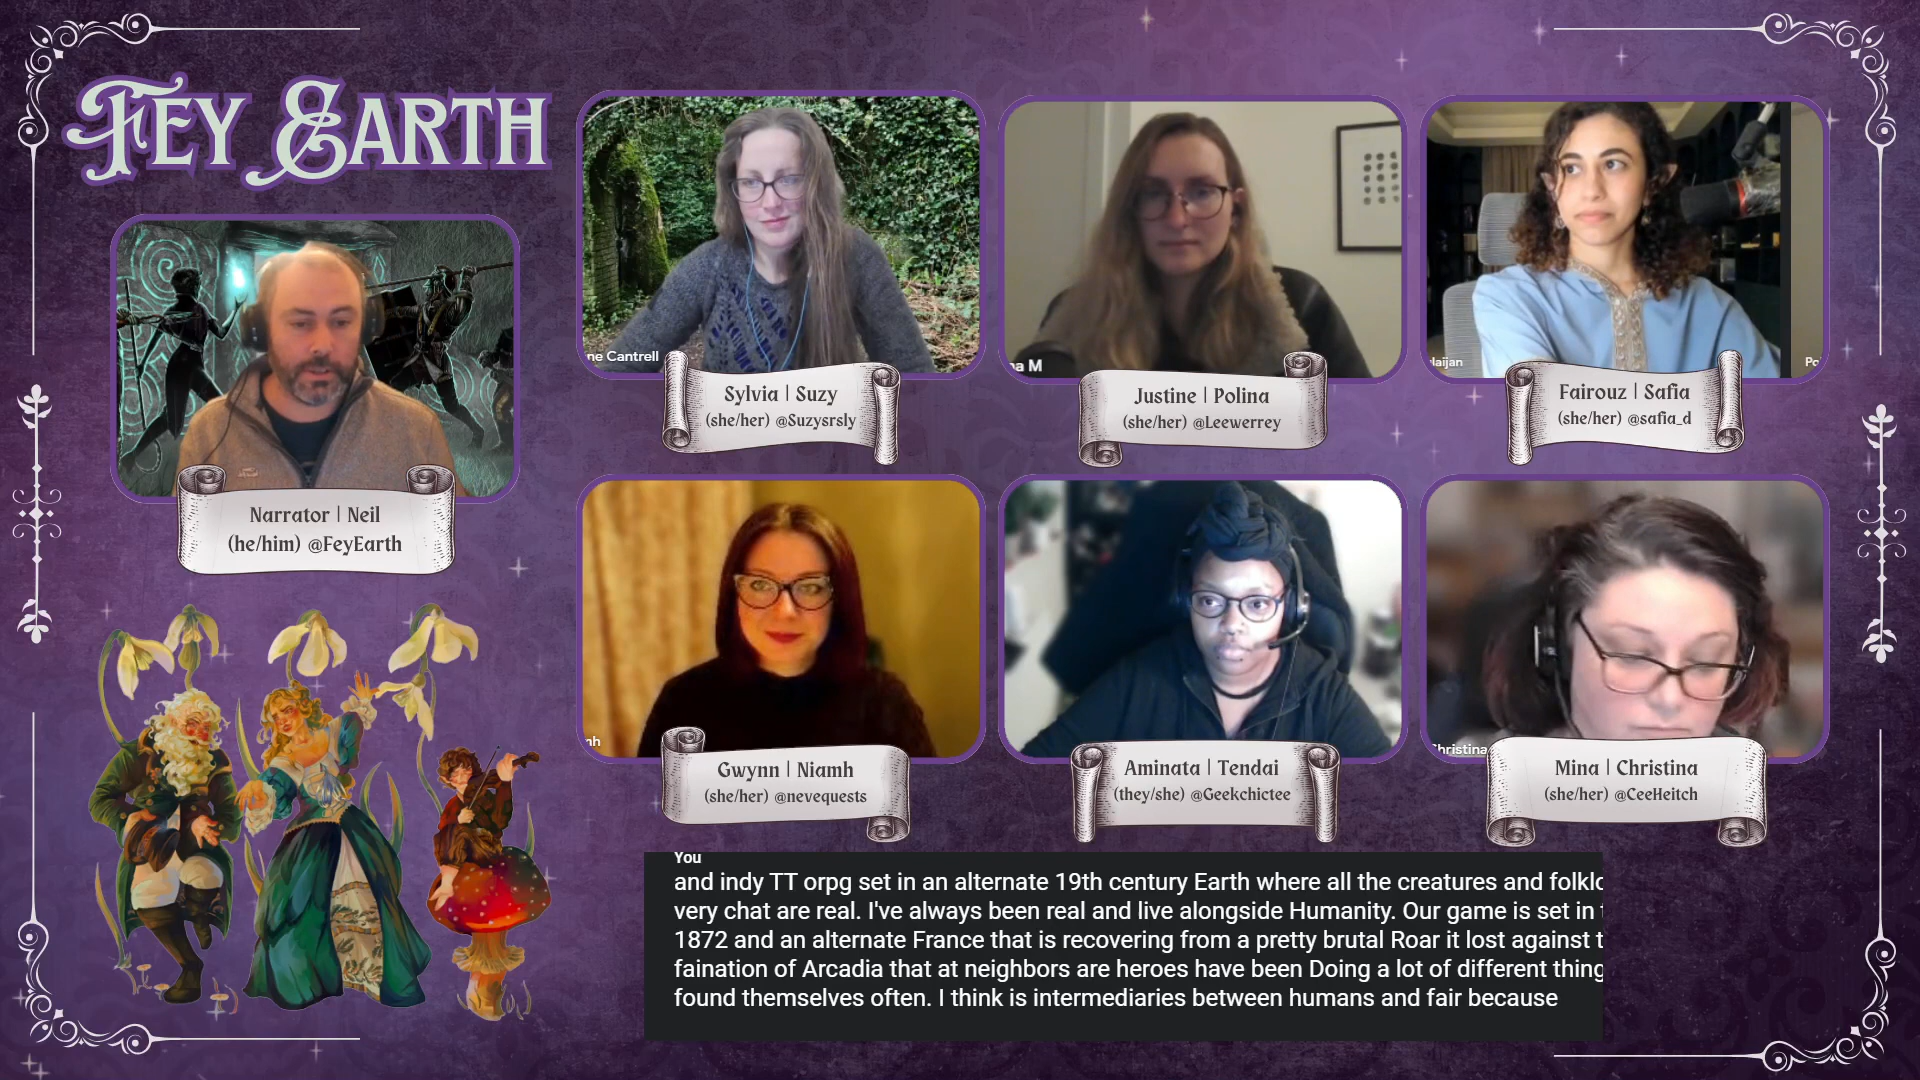 FEY EARTH
ne Cantrell
Sylvia | Suzy
(she/her) @Suzysrsly
na M
Justine | Polina
(she/her) @Leewerrey
laijan
Po
Fairouz | Safia
(she/her) @safia_d
Narrator | Neil
(he/him) @FeyEarth
nh
Gwynn | Niamh
(she/her) @nevequests
Aminata | Tendai
(they/she) @Geekchictee
Christina
Mina | Christina
(she/her) @CeeHeitch
You
and indy TT orpg set in an alternate 19th century Earth where all the creatures and folklo
very chat are real. I've always been real and live alongside Humanity. Our game is set in t
1872 and an alternate France that is recovering from a pretty brutal Roar it lost against t
faination of Arcadia that at neighbors are heroes have been Doing a lot of different thing
found themselves often. I think is intermediaries between humans and fair because